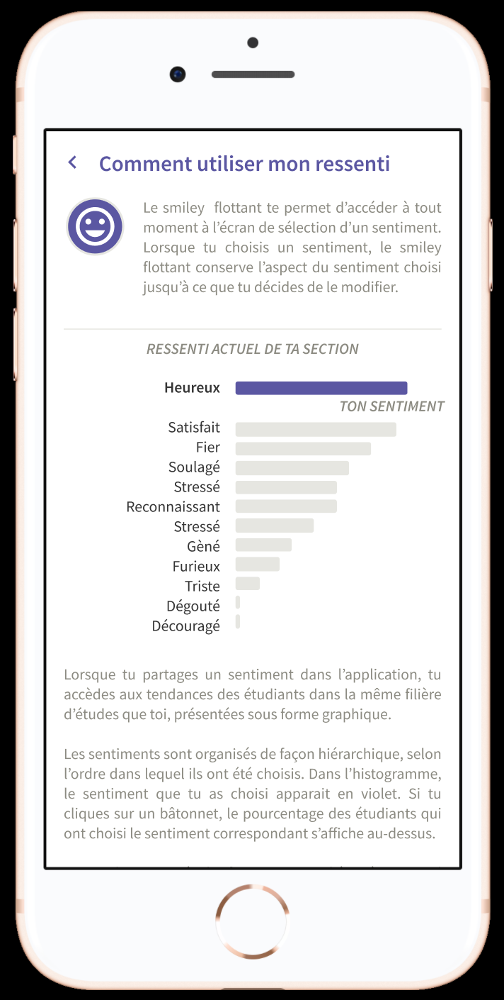 Comment utiliser mon ressenti
Le smiley flottant te permet d'accéder à tout
moment à l'écran de sélection d'un sentiment.
Lorsque tu choisis un sentiment, le smiley
flottant conserve l'aspect du sentiment choisi
jusqu'à ce que tu décides de le modifier.
RESSENTI ACTUEL DE TA SECTION
Heureux
TON SENTIMENT
Satisfait
Fier
Soulagé
Stressé
Reconnaissant
Stressé
Gèné
Furieux
Triste
Dégouté
Découragé
Lorsque tu partages un sentiment dans l'application, tu
accèdes aux tendances des étudiants dans la même filière
d'études que toi, présentées sous forme graphique.
Les sentiments sont organisés de façon hiérarchique, selon
l'ordre dans lequel ils ont été choisis. Dans l'histogramme,
le sentiment que tu as choisi apparait en violet. Si tu
cliques sur un bâtonnet, le pourcentage des étudiants qui
ont choisi le sentiment correspondant s'affiche au-dessus.